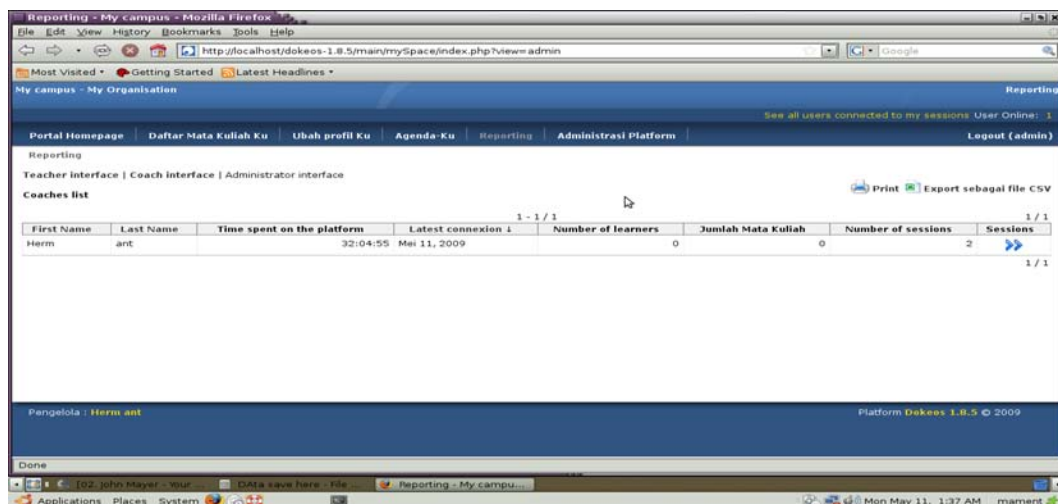 Reporting - My campus - Mozilla Firefox
File Edit View History Bookmarks Tools Help
http://localhost/dokeos-1.8.5/main/mySpace/index.php?view=admin
Google
Most Visited Getting Started Latest Headlines
My campus - My Organisation Reporting
See all users connected to my sessions User Online: 1
Portal Homepage Daftar Mata Kuliah Ku Ubah profil Ku Agenda-Ku Reporting Administrasi Platform Logout (admin)
Reporting
Teacher interface | Coach interface | Administrator interface
Print Export sebagai file CSV
Coaches list
1 - 1 / 1 1 / 1
First Name Last Name Time spent on the platform Latest connexion ↓ Number of learners Jumlah Mata Kuliah Number of sessions Sessions
Herm ant 32:04:55 Mei 11, 2009 0 0 2
1 / 1
Pengelola : Herm ant Platform Dokeos 1.8.5 © 2009
Done
[02. John Mayer - Your ... DAta save here - File ... Reporting - My campu...
Applications Places System Mon May 11, 1:37 AM mament